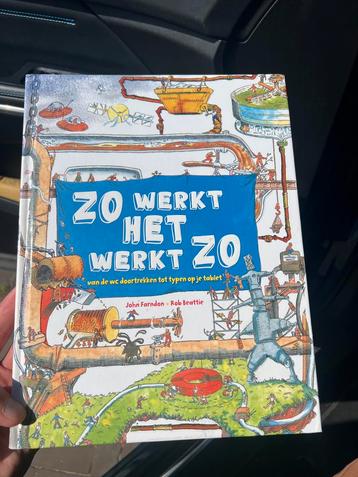 ZO WERKT
HET
WERKT ZO
van de wc doortrekken tot typen op je tablet
John Farndon • Rob Beattie